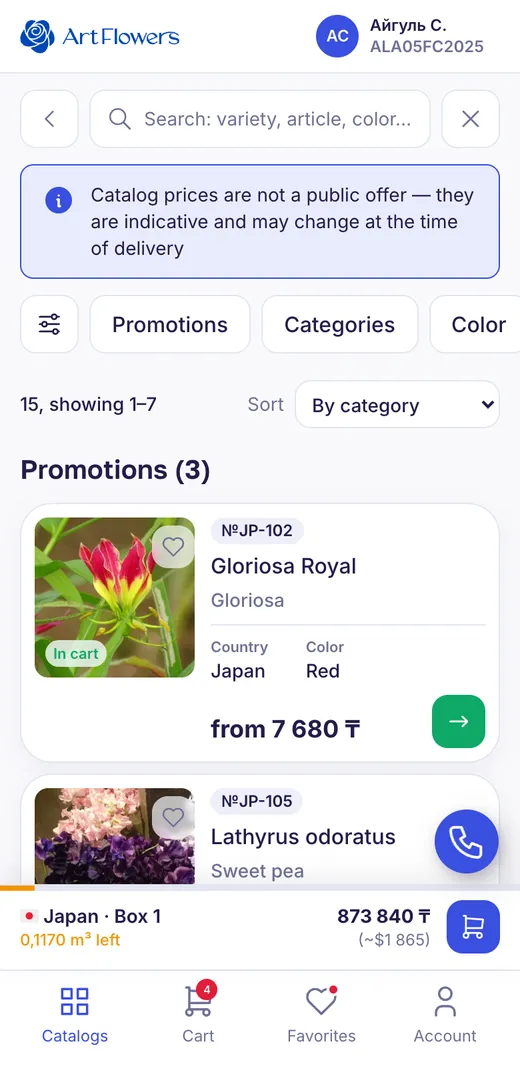 Art Flowers
AC
Айгуль С.
ALA05FC2025
Search: variety, article, color...
Catalog prices are not a public offer — they
are indicative and may change at the time
of delivery
Promotions
Categories
Color
15, showing 1–7
Sort
By category
Promotions (3)
In cart
№JP-102
Gloriosa Royal
Gloriosa
Country
Color
Japan
Red
from 7 680 ₸
№JP-105
Lathyrus odoratus
Sweet pea
Japan · Box 1
873 840 ₸
0,1170 m³ left
(~$1 865)
4
Catalogs
Cart
Favorites
Account